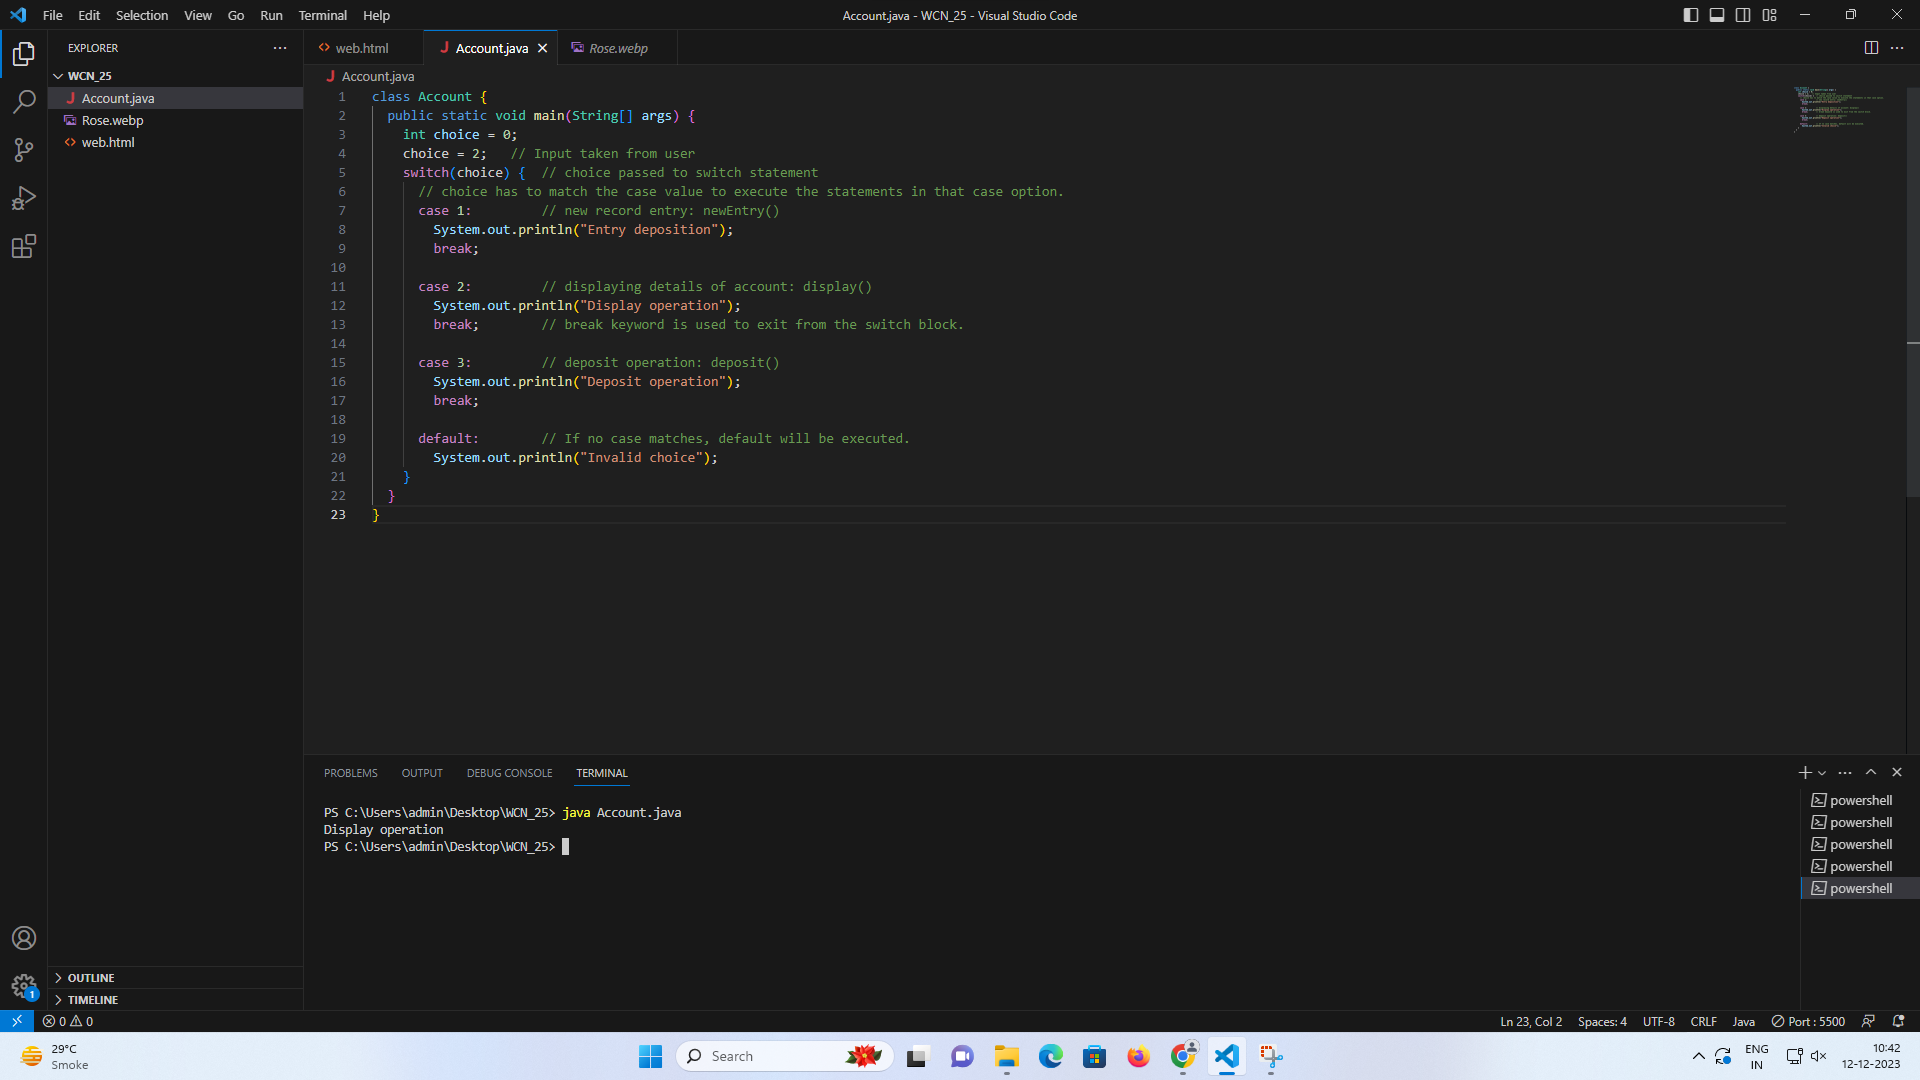 File Edit Selection View Go Run Terminal Help
Account.java - WCN_25 - Visual Studio Code
EXPLORER
WCN_25
Account.java
Rose.webp
web.html
web.html Account.java Rose.webp
Account.java
1 class Account {
2 public static void main(String[] args) {
3 int choice = 0;
4 choice = 2; // Input taken from user
5 switch(choice) { // choice passed to switch statement
6 // choice has to match the case value to execute the statements in that case option.
7 case 1: // new record entry: newEntry()
8 System.out.println("Entry deposition");
9 break;
10
11 case 2: // displaying details of account: display()
12 System.out.println("Display operation");
13 break; // break keyword is used to exit from the switch block.
14
15 case 3: // deposit operation: deposit()
16 System.out.println("Deposit operation");
17 break;
18
19 default: // If no case matches, default will be executed.
20 System.out.println("Invalid choice");
21 }
22 }
23 }
PROBLEMS OUTPUT DEBUG CONSOLE TERMINAL
PS C:\Users\admin\Desktop\WCN_25> java Account.java
Display operation
PS C:\Users\admin\Desktop\WCN_25>
powershell
powershell
powershell
powershell
powershell
OUTLINE
TIMELINE
1
0 0
Ln 23, Col 2 Spaces: 4 UTF-8 CRLF Java Port : 5500
29°C
Smoke
Search
ENG
IN
10:42
12-12-2023